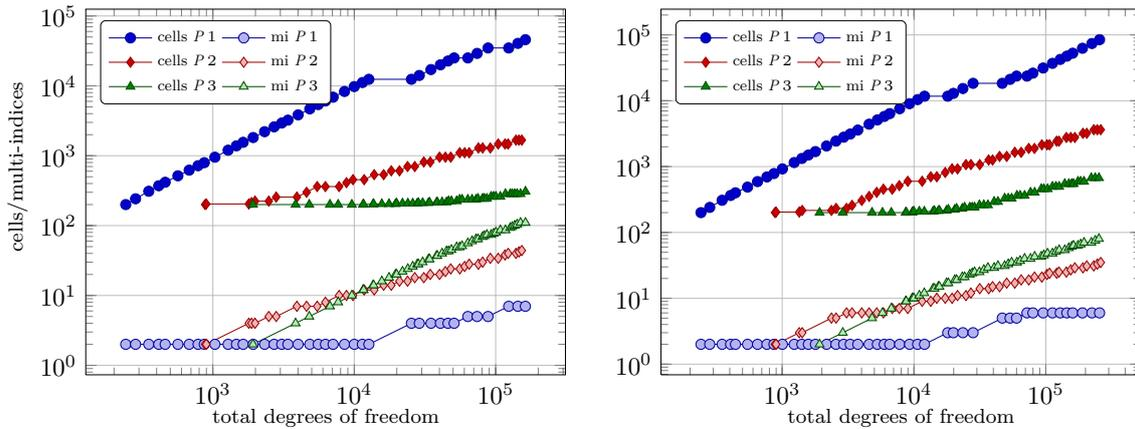 10^5
10^4
10^3
10^2
10^1
10^0
cells/multi-indices
cells P 1 mi P 1
cells P 2 mi P 2
cells P 3 mi P 3
10^3 10^4 10^5
total degrees of freedom
10^5
10^4
10^3
10^2
10^1
10^0
cells P 1 mi P 1
cells P 2 mi P 2
cells P 3 mi P 3
10^3 10^4 10^5
total degrees of freedom